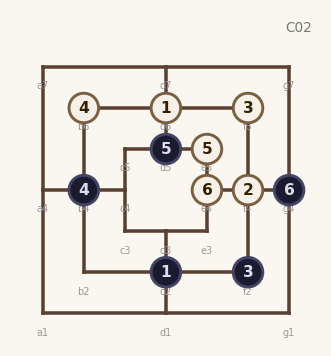 C02
a7 d7 g7
4 1 3
b6 d6 f6
5 5
c5 d5 e5
4 6 2 6
a4 b4 c4 e4 f4 g4
c3 d3 e3
1 3
b2 d2 f2
a1 d1 g1